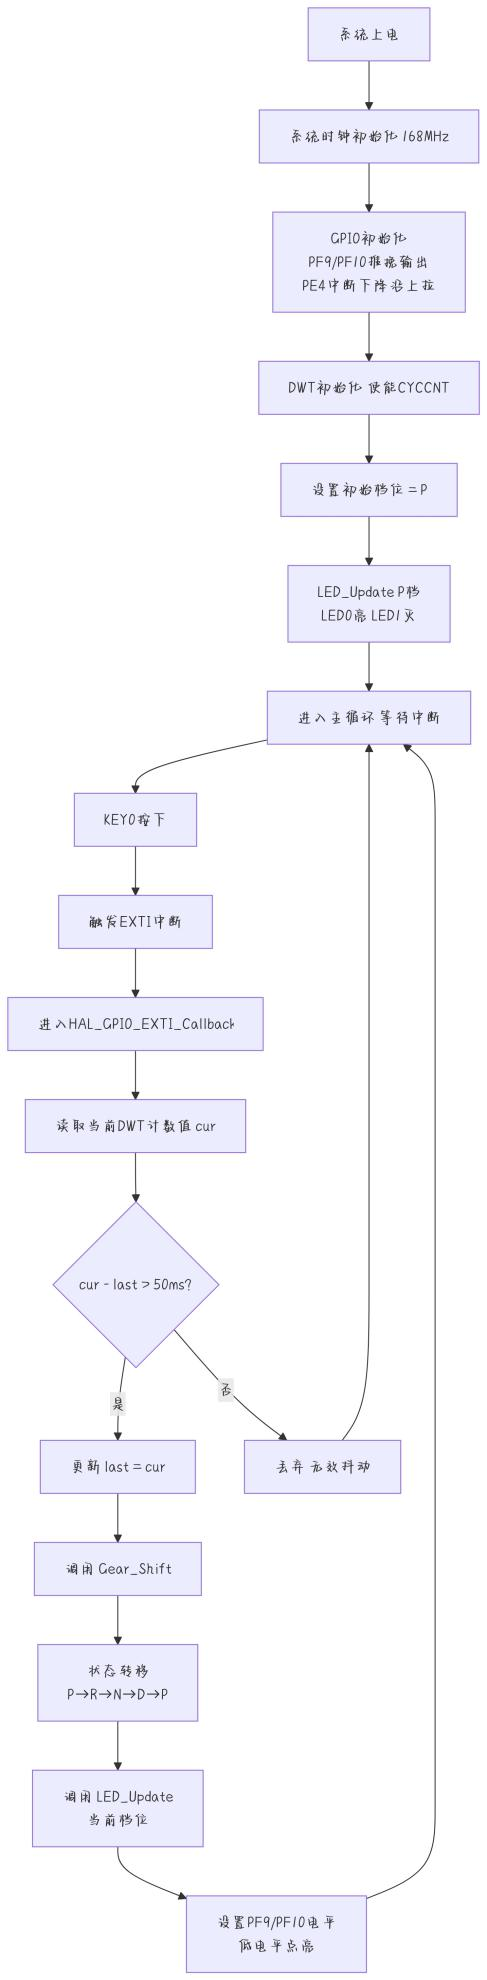 系统上电
系统时钟初始化 168MHz
GPIO初始化
PF9/PF10推挽输出
PE4中断下降沿上拉
DWT初始化 使能CYCCNT
设置初始档位 = P
LED_Update P档
LED0亮 LED1灭
进入主循环 等待中断
KEY0按下
触发EXTI中断
进入HAL_GPIO_EXTI_Callback
读取当前DWT计数值 cur
cur - last > 50ms?
是
否
更新 last = cur
丢弃 无效抖动
调用 Gear_Shift
状态转移
P→R→N→D→P
调用 LED_Update
当前档位
设置PF9/PF10电平
低电平点亮